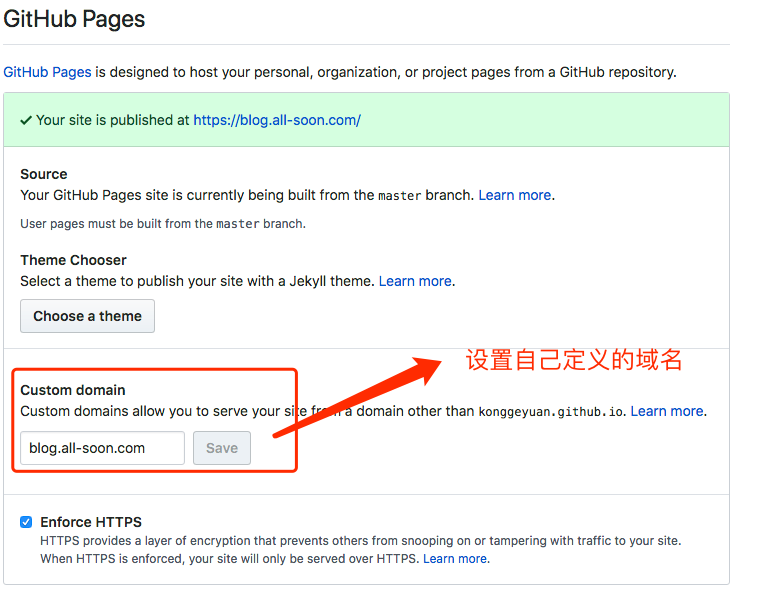 GitHub Pages
GitHub Pages is designed to host your personal, organization, or project pages from a GitHub repository.
Your site is published at https://blog.all-soon.com/
Source
Your GitHub Pages site is currently being built from the master branch. Learn more.
User pages must be built from the master branch.
Theme Chooser
Select a theme to publish your site with a Jekyll theme. Learn more.
Choose a theme
设置自己定义的域名
Custom domain
Custom domains allow you to serve your site from a domain other than konggeyuan.github.io. Learn more.
blog.all-soon.com Save
Enforce HTTPS
HTTPS provides a layer of encryption that prevents others from snooping on or tampering with traffic to your site.
When HTTPS is enforced, your site will only be served over HTTPS. Learn more.